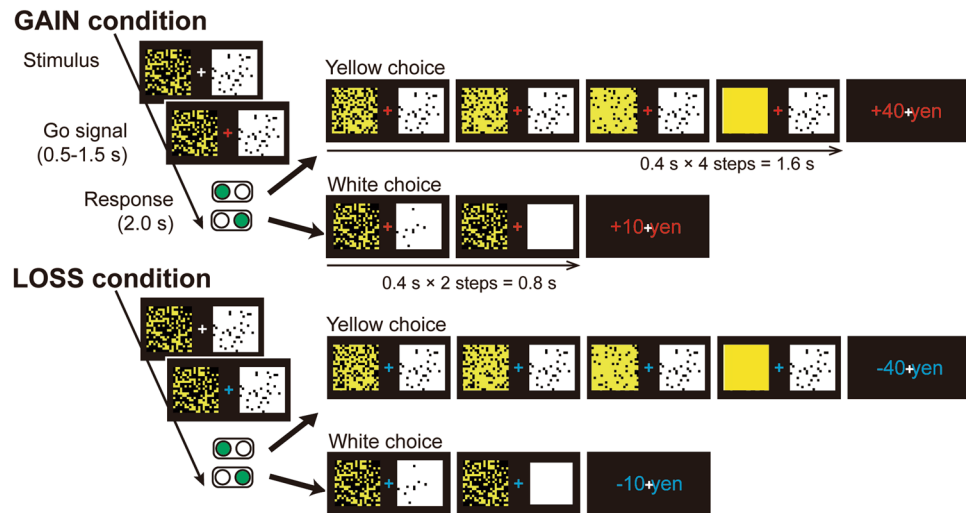 GAIN condition
Stimulus
Go signal
(0.5-1.5 s)
Response
(2.0 s)
Yellow choice
+40 yen
0.4 s × 4 steps = 1.6 s
White choice
+10 yen
0.4 s × 2 steps = 0.8 s
LOSS condition
Yellow choice
-40 yen
White choice
-10 yen